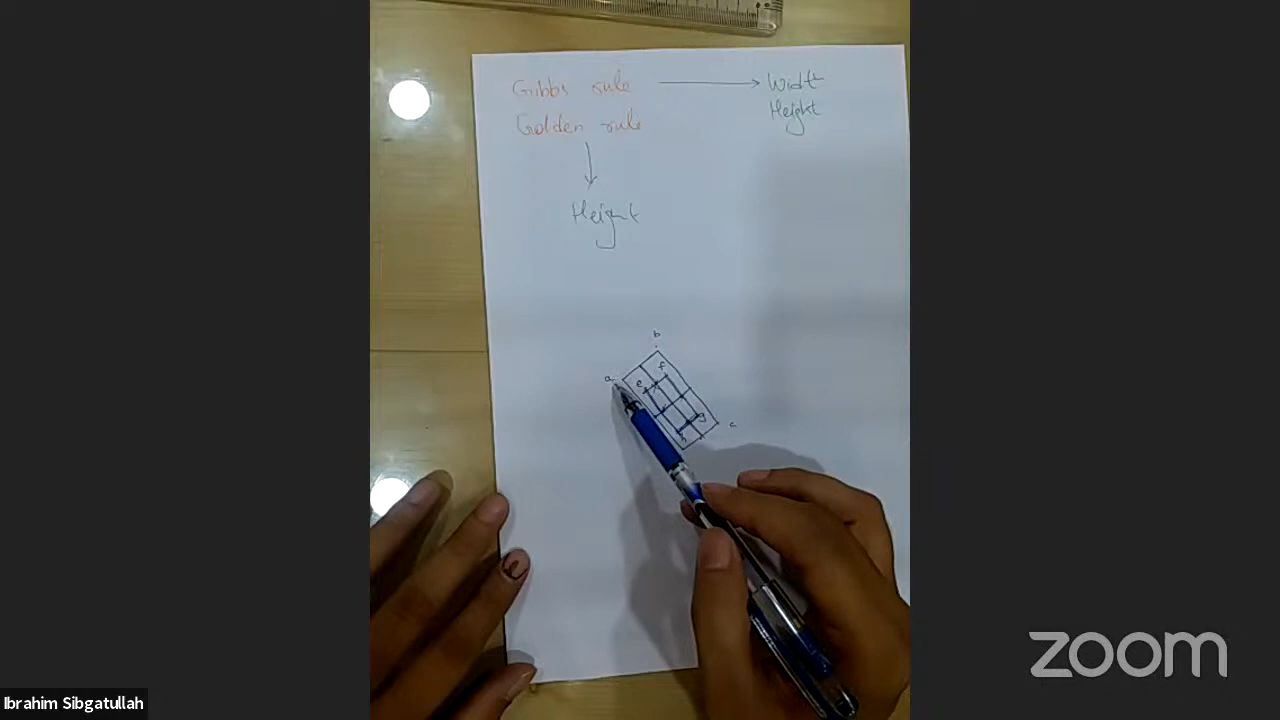 Gibbs rule → Width
Height
Golden rule
↓
Height
b
a
f
e
g
c
h
Ibrahim Sibgatullah
zoom